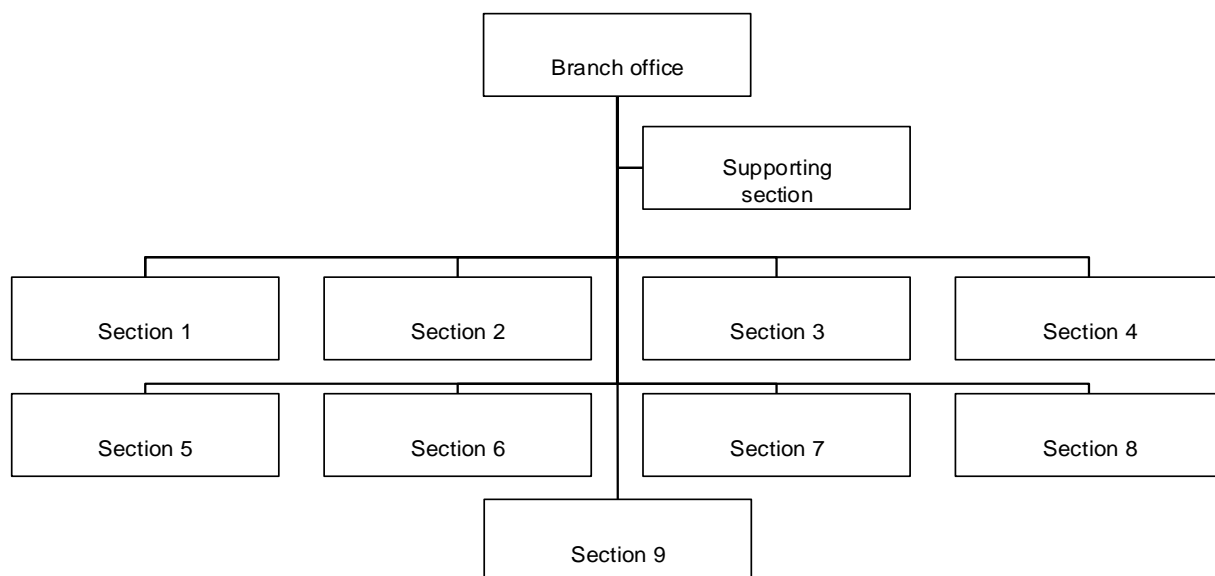 Branch office
Supporting
section
Section 1
Section 2
Section 3
Section 4
Section 5
Section 6
Section 7
Section 8
Section 9